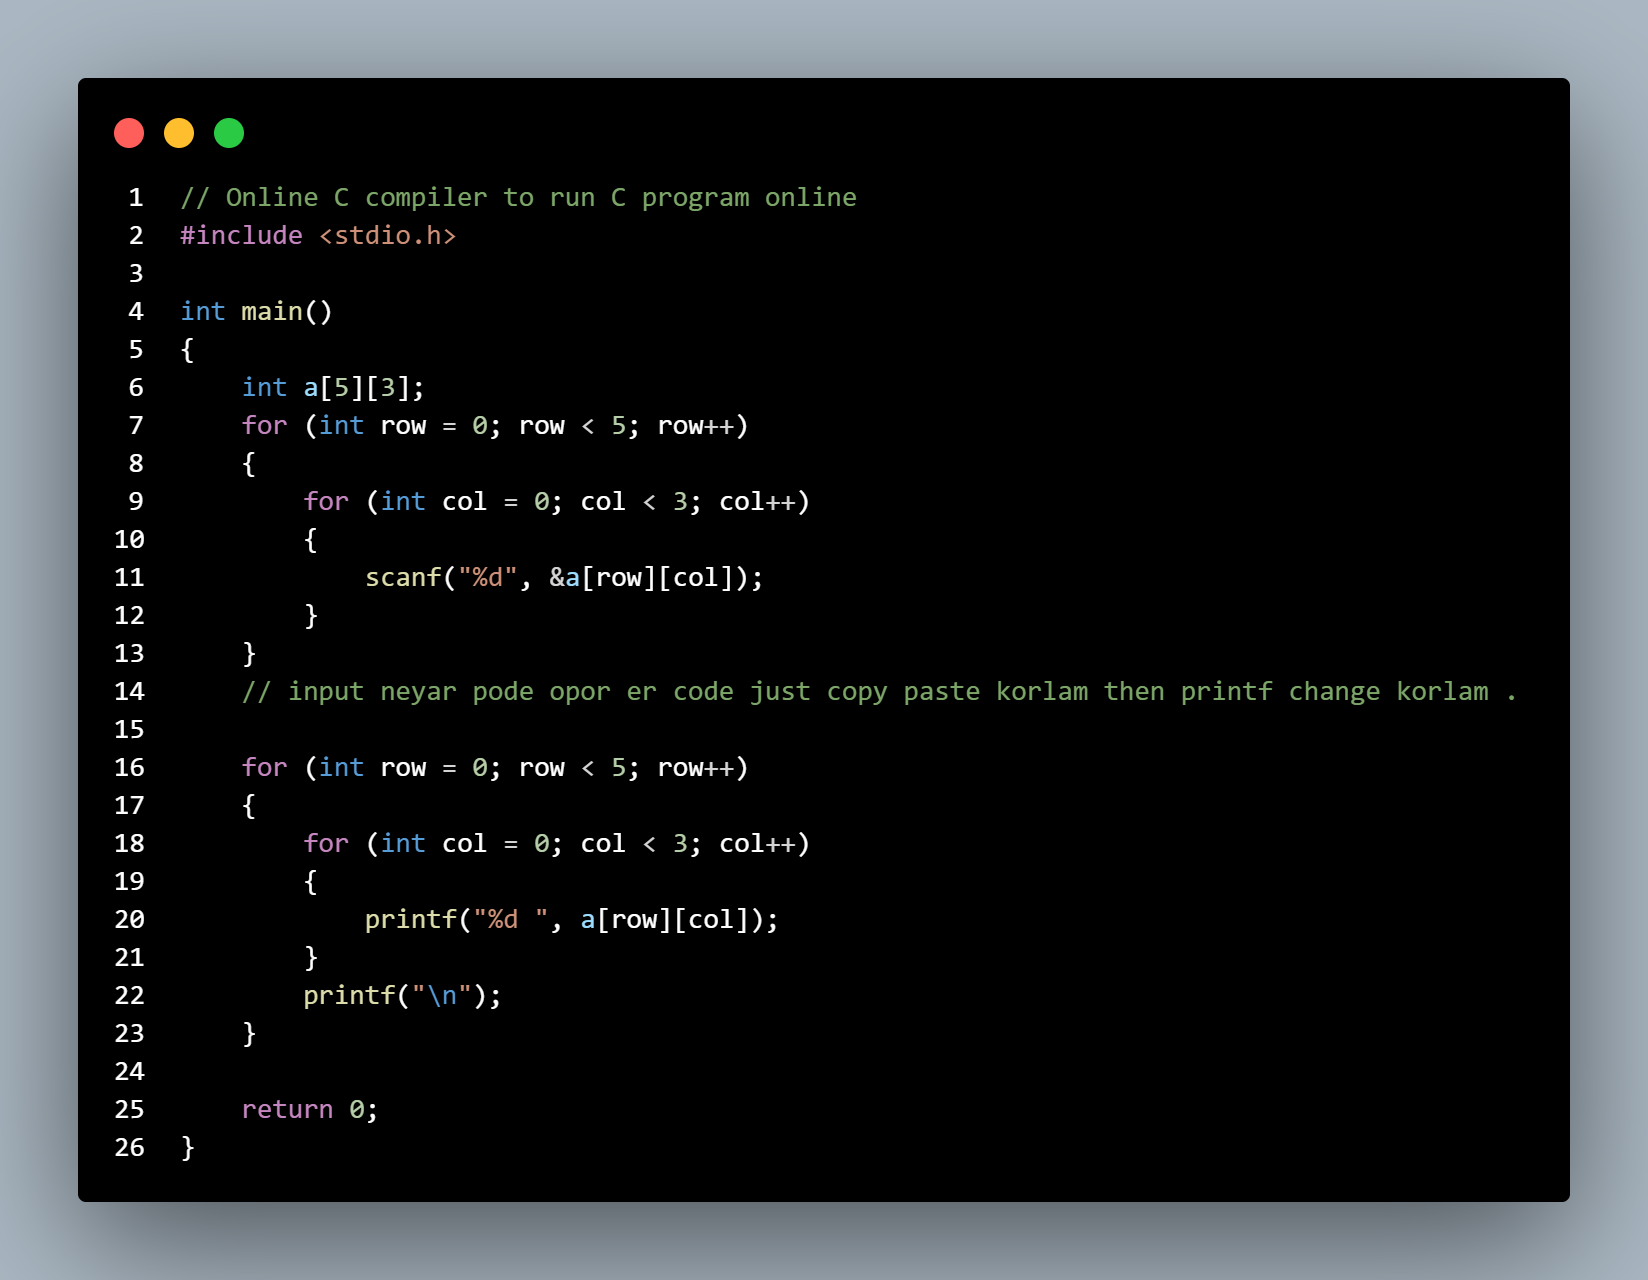 1 // Online C compiler to run C program online
2 #include <stdio.h>
3
4 int main()
5 {
6     int a[5][3];
7     for (int row = 0; row < 5; row++)
8     {
9         for (int col = 0; col < 3; col++)
10         {
11             scanf("%d", &a[row][col]);
12         }
13     }
14     // input neyar pode opor er code just copy paste korlam then printf change korlam .
15
16     for (int row = 0; row < 5; row++)
17     {
18         for (int col = 0; col < 3; col++)
19         {
20             printf("%d ", a[row][col]);
21         }
22         printf("\n");
23     }
24
25     return 0;
26 }